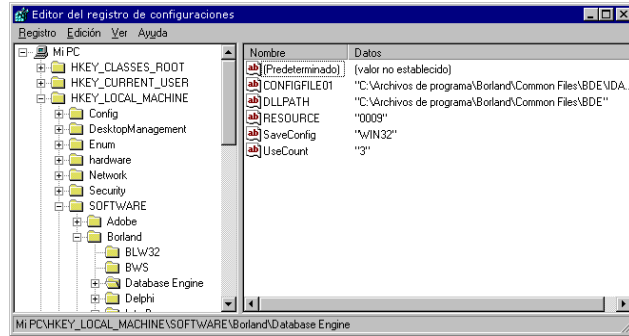 Editor del registro de configuraciones
Registro Edición Ver Ayuda
Mi PC
HKEY_CLASSES_ROOT
HKEY_CURRENT_USER
HKEY_LOCAL_MACHINE
Config
DesktopManagement
Enum
hardware
Network
Security
SOFTWARE
Adobe
Borland
BLW32
BWS
Database Engine
Delphi
Nombre Datos
(Predeterminado) (valor no establecido)
CONFIGFILE01 "C:\Archivos de programa\Borland\Common Files\BDE\IDA...
DLLPATH "C:\Archivos de programa\Borland\Common Files\BDE"
RESOURCE "0009"
SaveConfig "WIN32"
UseCount "3"
Mi PC\HKEY_LOCAL_MACHINE\SOFTWARE\Borland\Database Engine